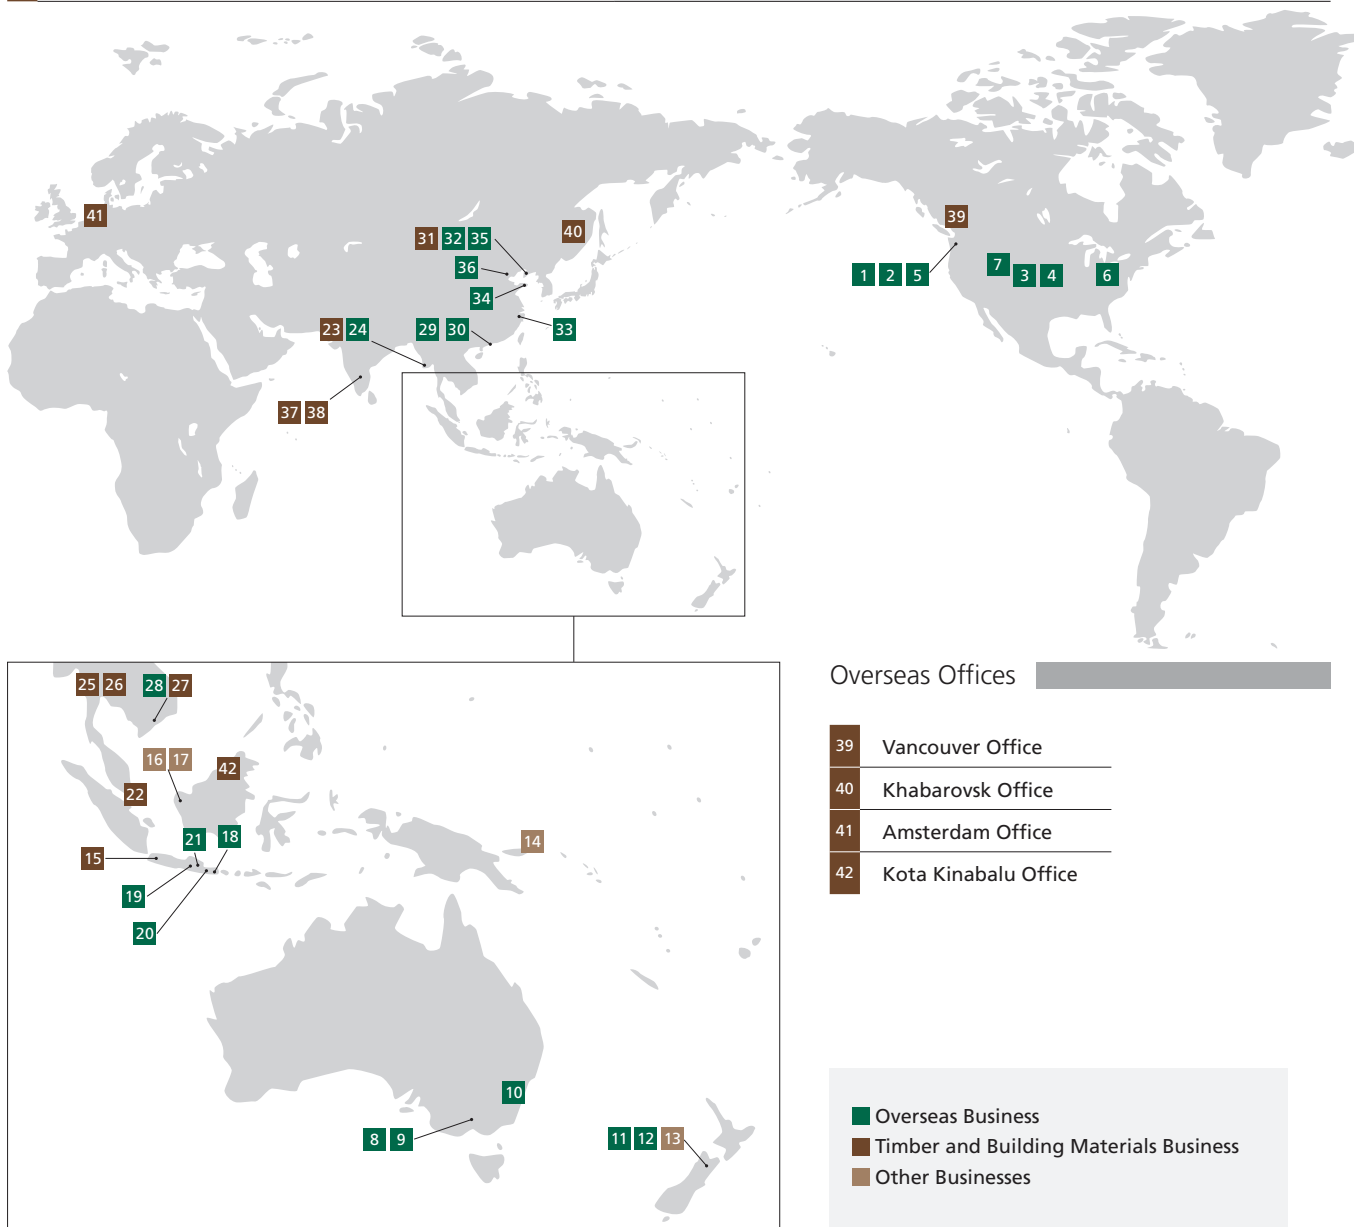 39
41
31 32 35
40
36
7
1 2 5
3 4
6
34
23 24
29 30
33
37 38
Overseas Offices
25 26
28 27
39 Vancouver Office
16 17
42
40 Khabarovsk Office
22
41 Amsterdam Office
21
18
14
15
42 Kota Kinabalu Office
19
20
10
Overseas Business
8 9
11 12 13
Timber and Building Materials Business
Other Businesses